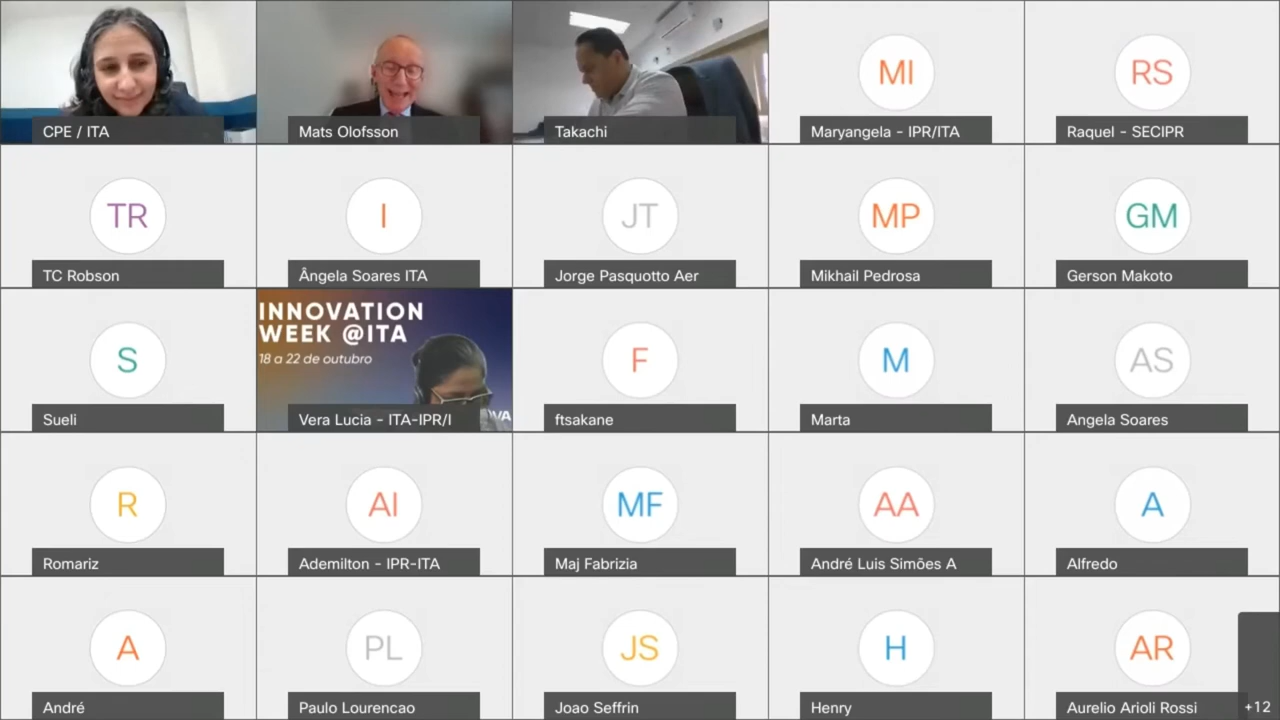 CPE / ITA
Mats Olofsson
Takachi
MI
Maryangela - IPR/ITA
RS
Raquel - SECIPR
TR
TC Robson
I
Ângela Soares ITA
JT
Jorge Pasquotto Aer
MP
Mikhail Pedrosa
GM
Gerson Makoto
S
Sueli
INNOVATION
WEEK @ITA
18 a 22 de outubro
VA
Vera Lucia - ITA-IPR/I
F
ftsakane
M
Marta
AS
Angela Soares
R
Romariz
AI
Ademilton - IPR-ITA
MF
Maj Fabrizia
AA
André Luis Simões A
A
Alfredo
A
André
PL
Paulo Lourencao
JS
Joao Seffrin
H
Henry
AR
Aurelio Arioli Rossi
+12